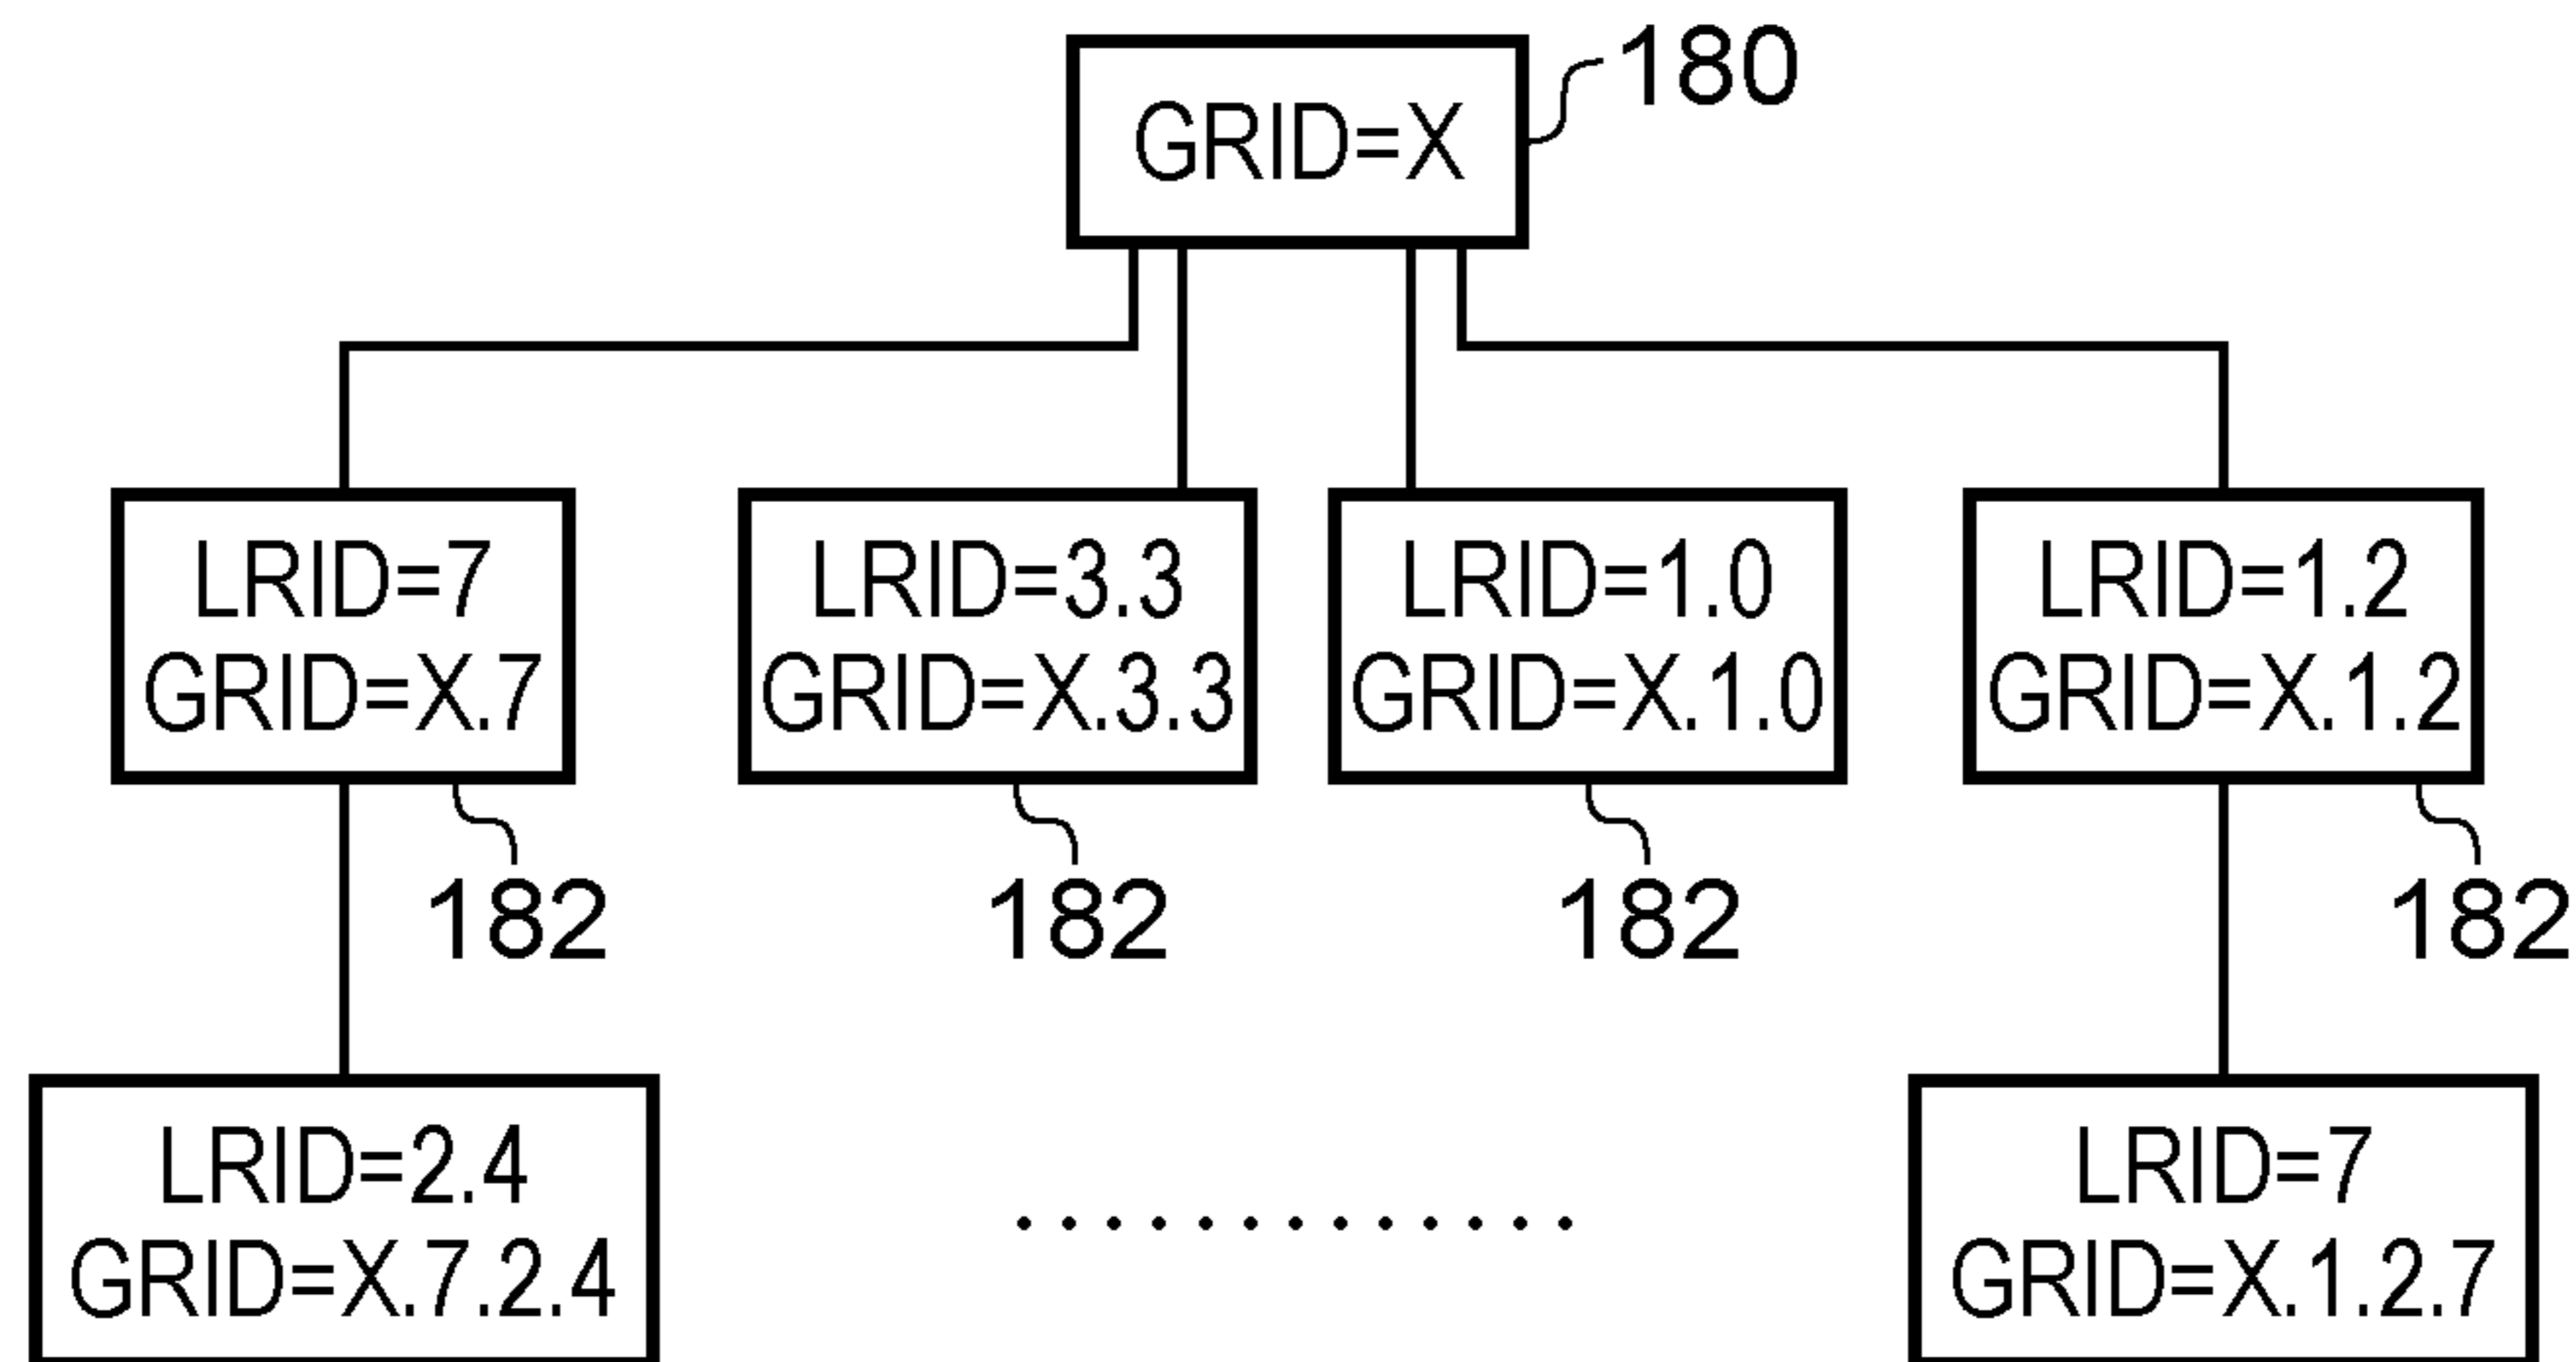 180
GRID=X
LRID=7
GRID=X.7
LRID=3.3
GRID=X.3.3
LRID=1.0
GRID=X.1.0
LRID=1.2
GRID=X.1.2
182
182
182
182
LRID=2.4
GRID=X.7.2.4
. . . . . . . . . . . . .
LRID=7
GRID=X.1.2.7